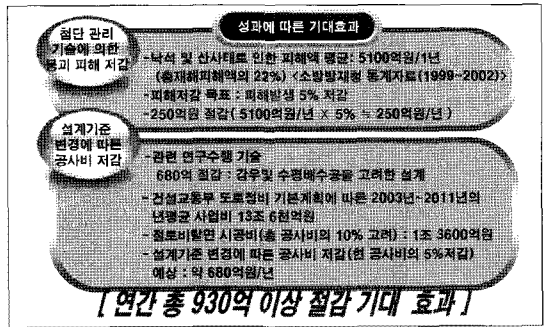 성과에 따른 기대효과
첨단 관리
기술에 의한
붕괴 피해 저감
-낙석 및 산사태로 인한 피해액 평균: 5100억원/1년
(총재해피해액의 22%) <소방방재청 통계자료(1999~2002)>
-피해저감 목표 : 피해발생 5% 저감
-250억원 절감( 5100억원/년 X 5% ≒ 250억원/년 )
설계기준
변경에 따른
공사비 저감
-관련 연구수행 기술
680억 절감 : 강우및 수평배수공을 고려한 설계
- 건설교통부 도로정비 기본계획에 따른 2003년~2011년의
년평균 사업비 13조 6천억원
- 절토비탈면 시공비(총 공사비의 10% 고려) : 1조 3600억원
- 설계기준 변경에 따른 공사비 저감(현 공사비의 5%저감)
예상 : 약 680억원/년
[ 연간 총 930억 이상 절감 기대 효과 ]